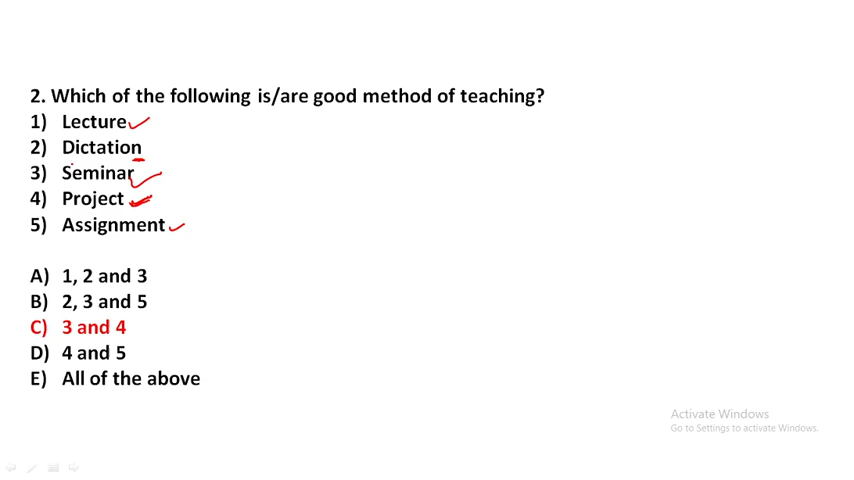 2. Which of the following is/are good method of teaching?
1) Lecture
2) Dictation
3) Seminar
4) Project
5) Assignment
A) 1, 2 and 3
B) 2, 3 and 5
C) 3 and 4
D) 4 and 5
E) All of the above
Activate Windows
Go to Settings to activate Windows.